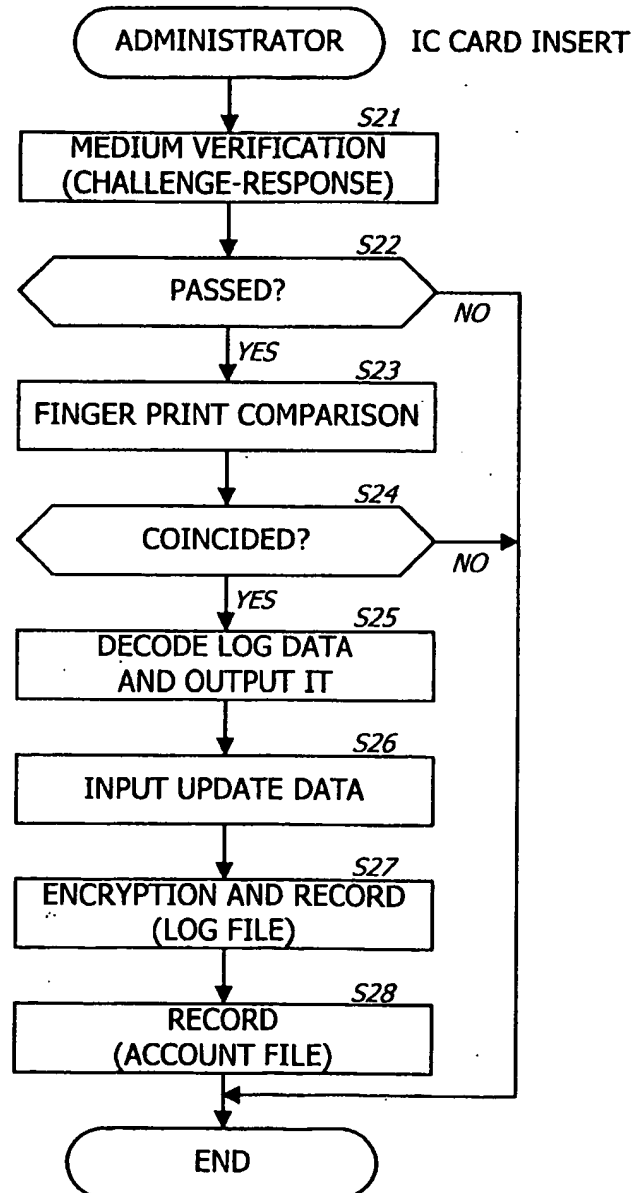 ADMINISTRATOR IC CARD INSERT
S21
MEDIUM VERIFICATION
(CHALLENGE-RESPONSE)
S22
PASSED?
NO
YES
S23
FINGER PRINT COMPARISON
S24
COINCIDED?
NO
YES
S25
DECODE LOG DATA
AND OUTPUT IT
S26
INPUT UPDATE DATA
S27
ENCRYPTION AND RECORD
(LOG FILE)
S28
RECORD
(ACCOUNT FILE)
END